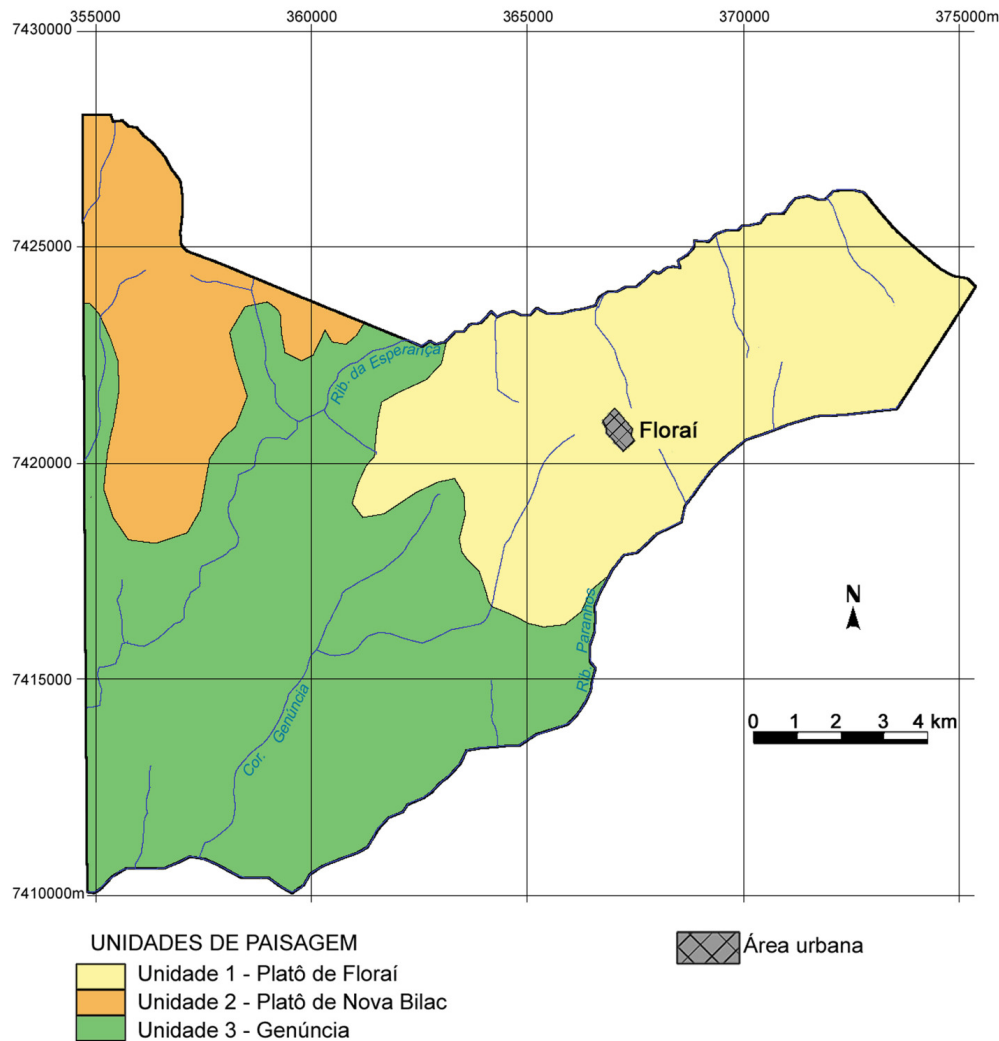 355000 360000 365000 370000 375000m
7430000
7425000
7420000
7415000
7410000m
Rib. da Esperança
Floraí
Rib. Paranhos
Cor. Genúncia
N
0 1 2 3 4 km
UNIDADES DE PAISAGEM
Unidade 1 - Platô de Floraí
Unidade 2 - Platô de Nova Bilac
Unidade 3 - Genúncia
Área urbana